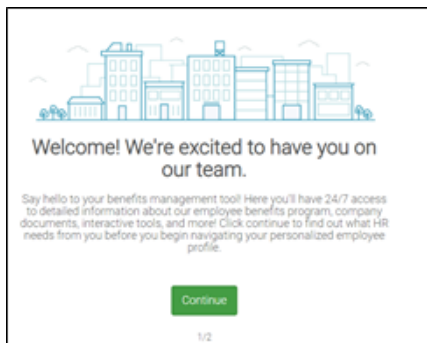 Welcome! We're excited to have you on
our team.
Say hello to your benefits management tool! Here you'll have 24/7 access
to detailed information about our employee benefits program, company
documents, interactive tools, and more! Click continue to find out what HR
needs from you before you begin navigating your personalized employee
profile.
Continue
1/2